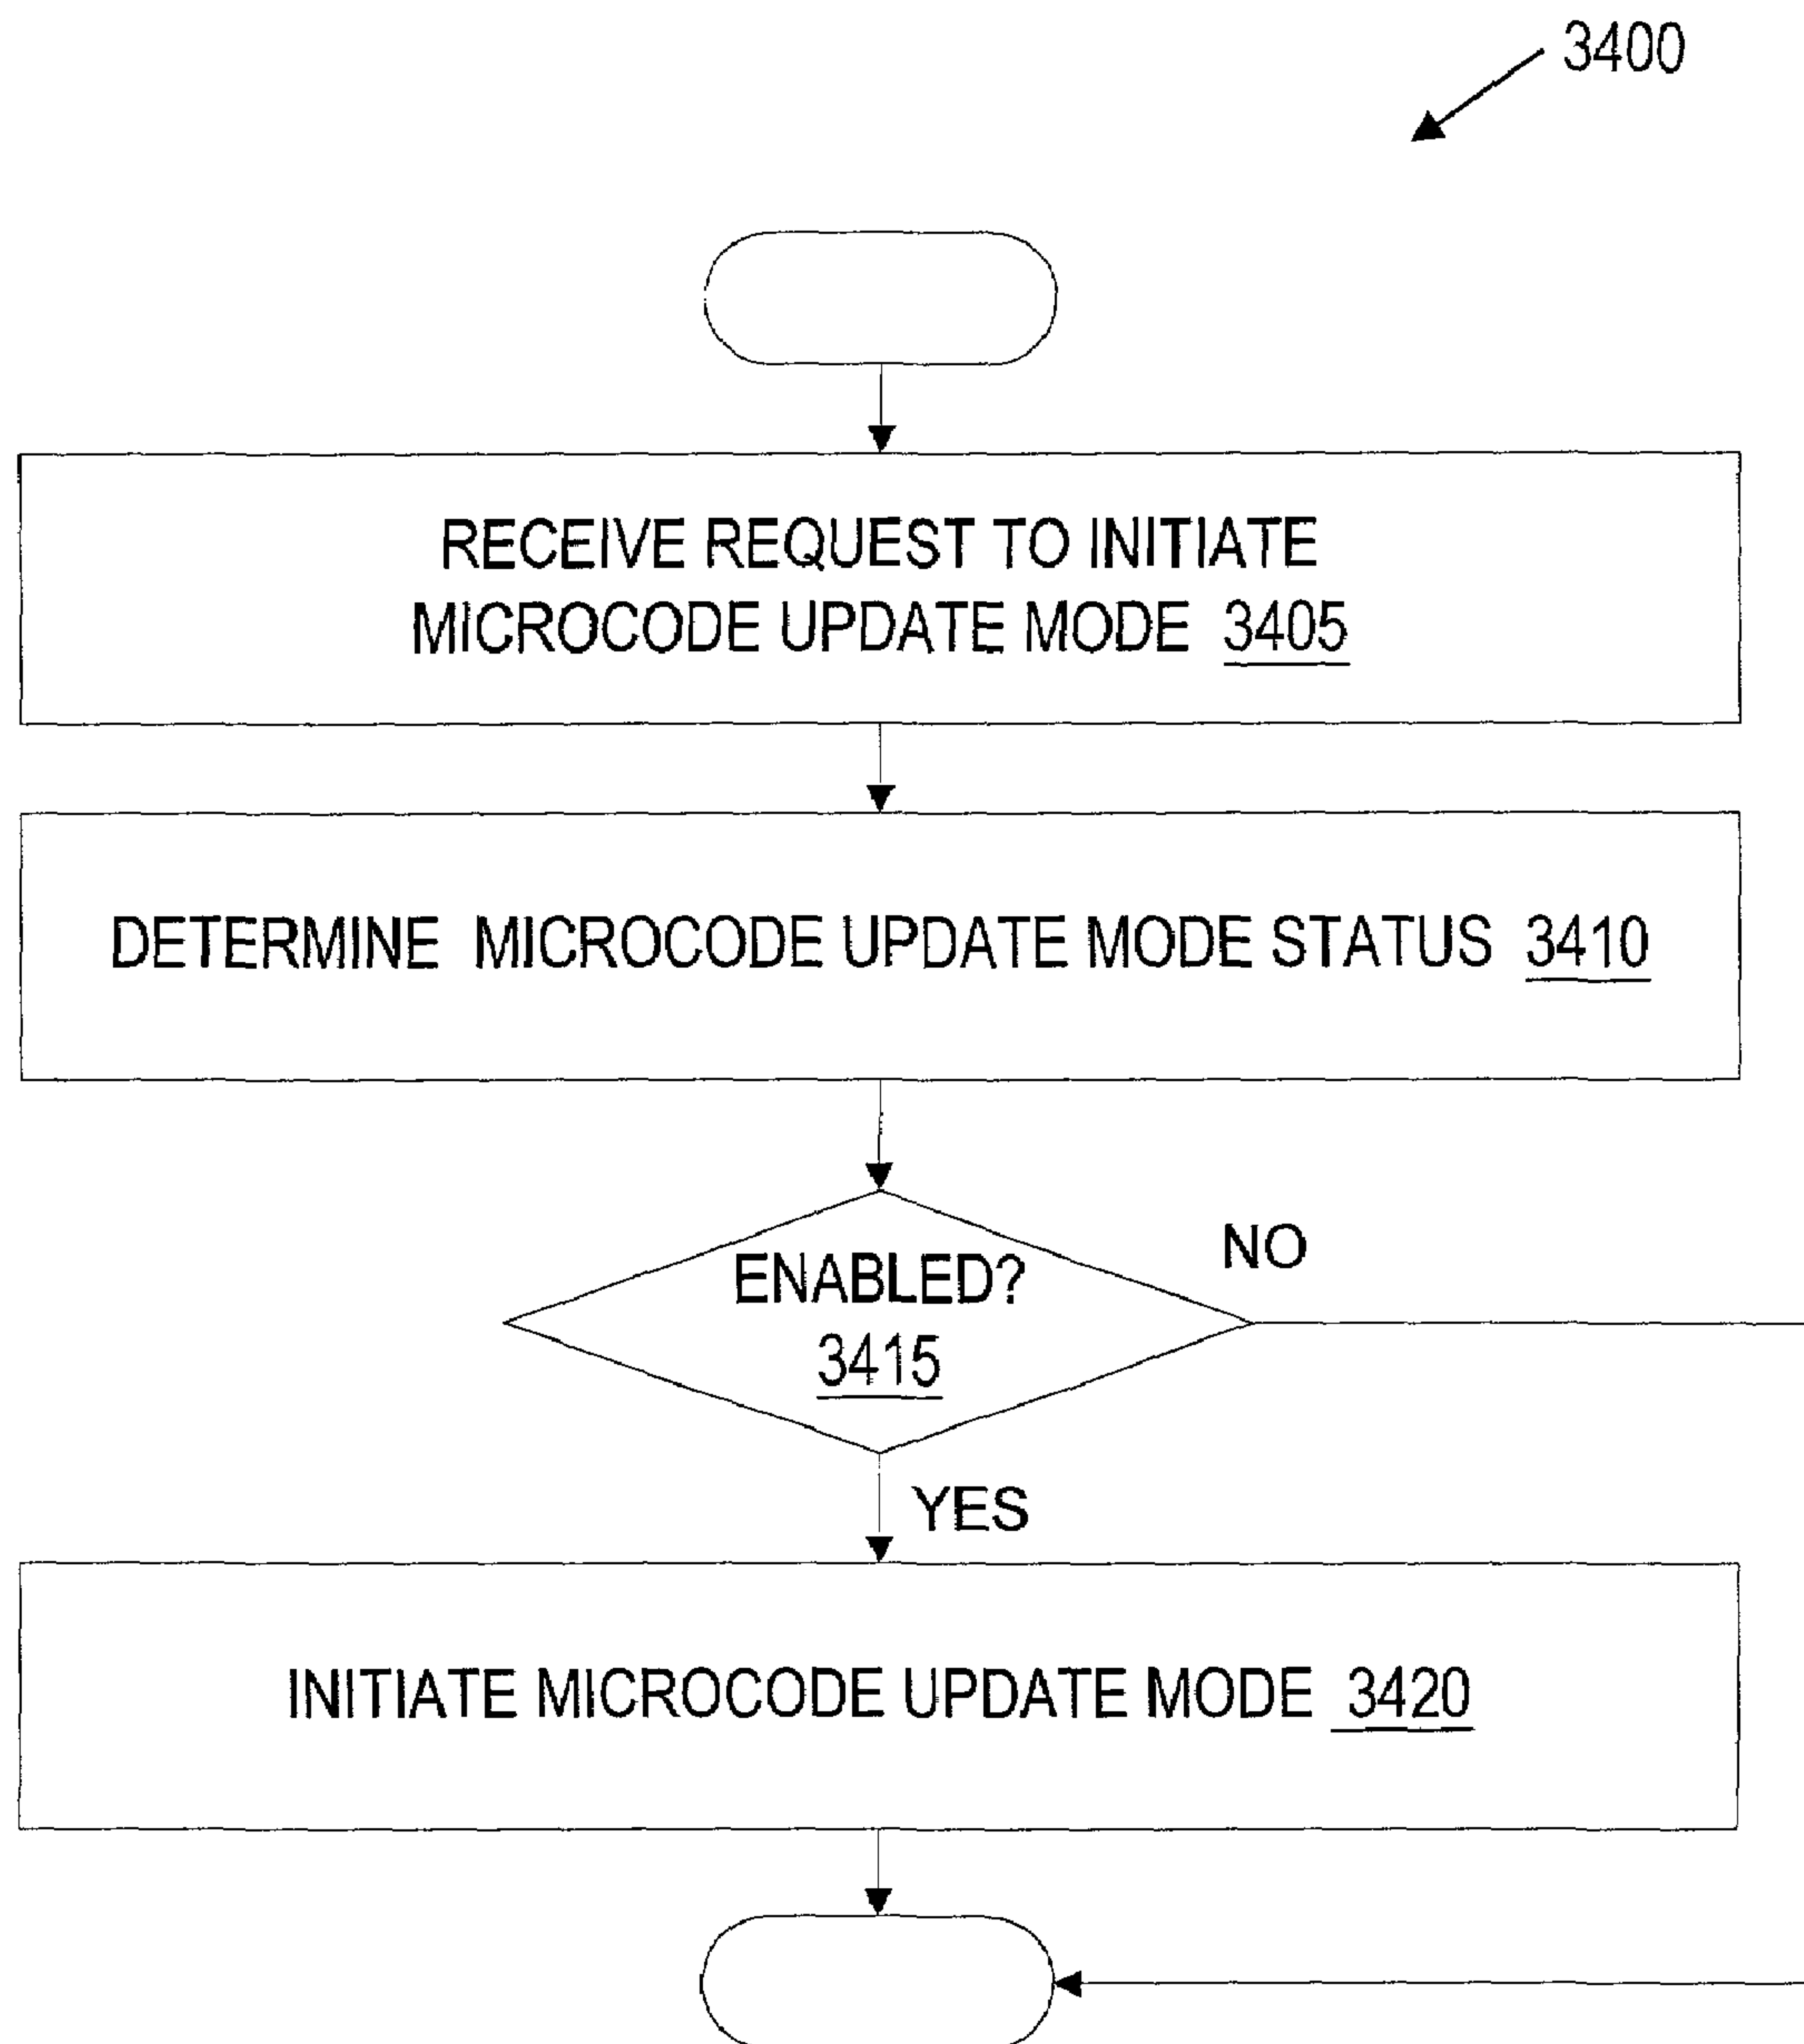 3400
RECEIVE REQUEST TO INITIATE
MICROCODE UPDATE MODE 3405
DETERMINE MICROCODE UPDATE MODE STATUS 3410
ENABLED?
3415
NO
YES
INITIATE MICROCODE UPDATE MODE 3420